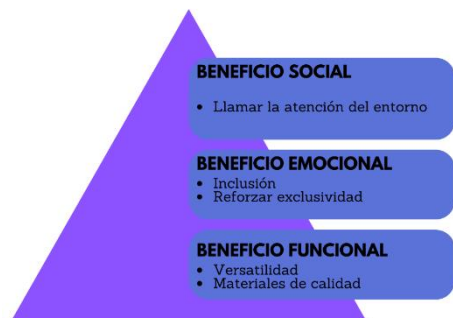 BENEFICIO SOCIAL
• Llamar la atención del entorno
BENEFICIO EMOCIONAL
• Inclusión
• Reforzar exclusividad
BENEFICIO FUNCIONAL
• Versatilidad
• Materiales de calidad